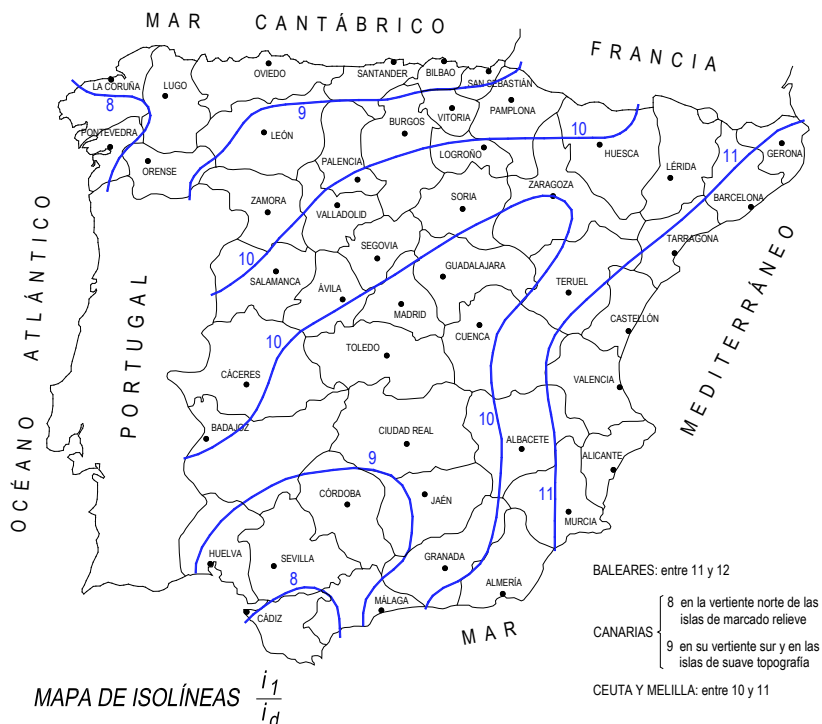 MAR CANTÁBRICO
FRANCIA
LA CORUÑA
LUGO
OVIEDO
SANTANDER
BILBAO
SAN SEBASTIÁN
8
9
PONTEVEDRA
ORENSE
LEÓN
BURGOS
VITORIA
PAMPLONA
10
11
PALENCIA
LOGROÑO
HUESCA
LÉRIDA
GERONA
ZAMORA
VALLADOLID
SORIA
ZARAGOZA
BARCELONA
TARRAGONA
10
SALAMANCA
SEGOVIA
ÁVILA
GUADALAJARA
TERUEL
MADRID
CUENCA
CASTELLÓN
10
TOLEDO
CÁCERES
VALENCIA
BADAJOZ
CIUDAD REAL
10
ALBACETE
ALICANTE
9
CÓRDOBA
JAÉN
11
MURCIA
HUELVA
SEVILLA
GRANADA
8
ALMERÍA
CÁDIZ
MÁLAGA
OCÉANO ATLÁNTICO
PORTUGAL
MAR MEDITERRÁNEO
BALEARES: entre 11 y 12
CANARIAS
8 en la vertiente norte de las
islas de marcado relieve
9 en su vertiente sur y en las
islas de suave topografía
CEUTA Y MELILLA: entre 10 y 11
MAPA DE ISOLÍNEAS i1/id